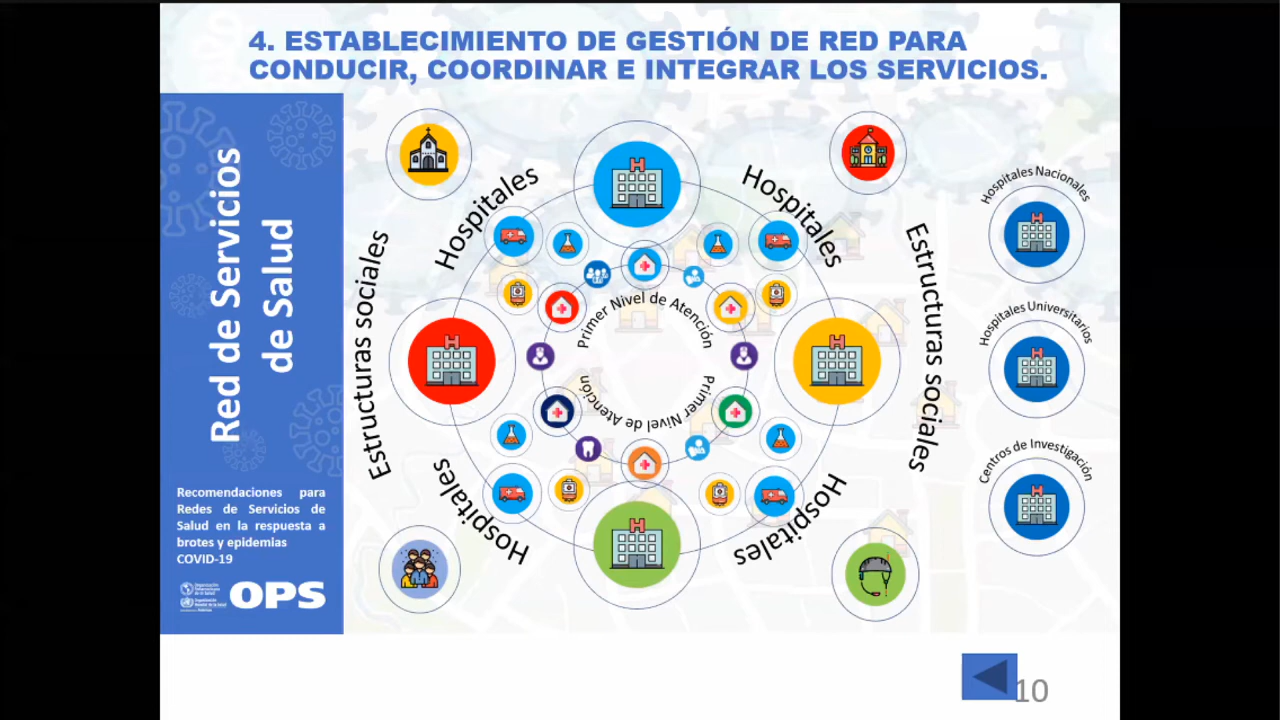 4. ESTABLECIMIENTO DE GESTIÓN DE RED PARA
CONDUCIR, COORDINAR E INTEGRAR LOS SERVICIOS.
Red de Servicios
de Salud
Recomendaciones para
Redes de Servicios de
Salud en la respuesta a
brotes y epidemias
COVID-19
OPS
Estructuras sociales
Hospitales
Hospitales
Estructuras sociales
Primer Nivel de Atención
Primer Nivel de Atención
Hospitales
Hospitales
H
H
H
H
Hospitales Nacionales
H
Hospitales Universitarios
H
Centros de Investigación
H
10